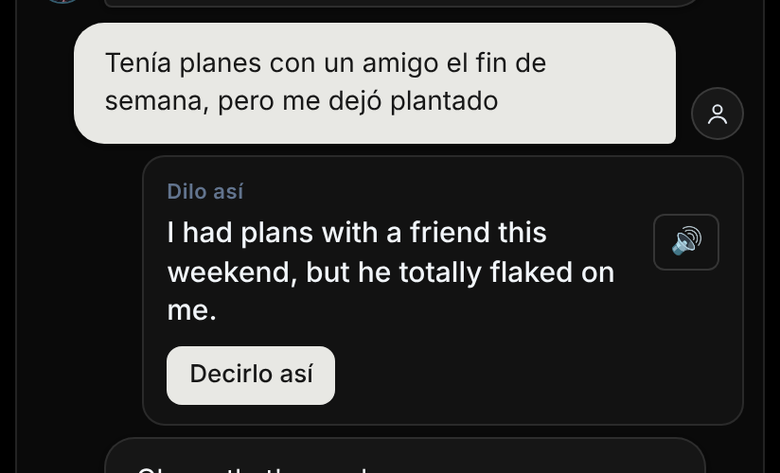 Tenía planes con un amigo el fin de
semana, pero me dejó plantado
Dilo así
I had plans with a friend this
weekend, but he totally flaked on
me.
Decirlo así